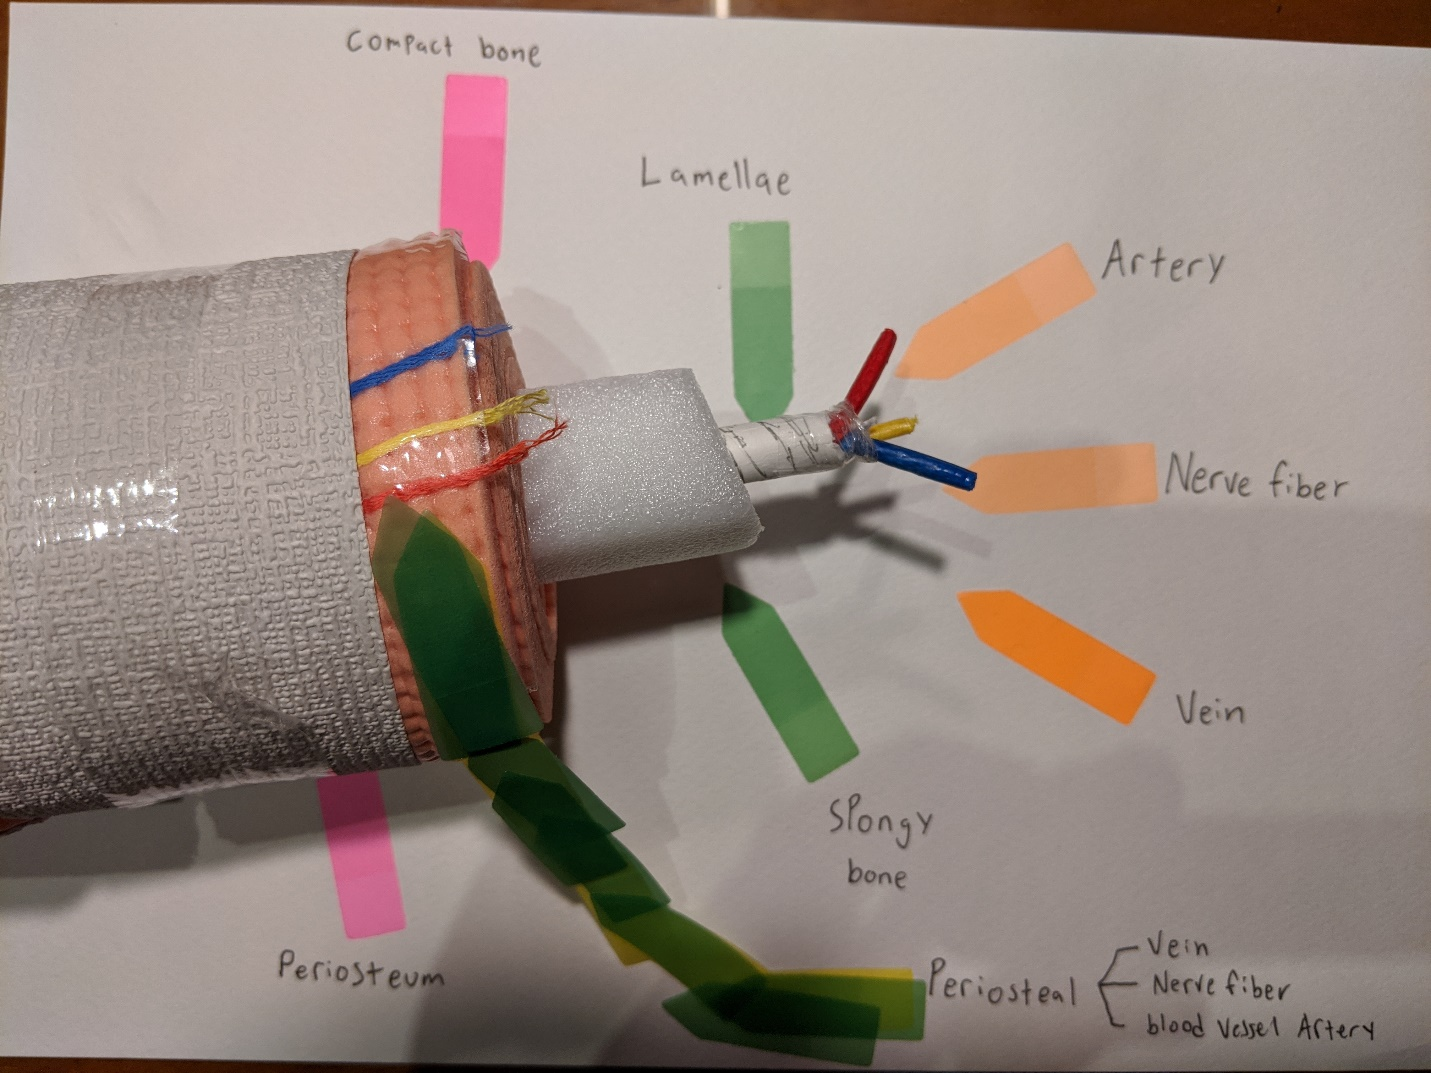 Compact bone
Lamellae
Artery
Nerve fiber
Vein
Spongy
bone
Periosteum
Periosteal
Vein
Nerve fiber
blood vessel Artery